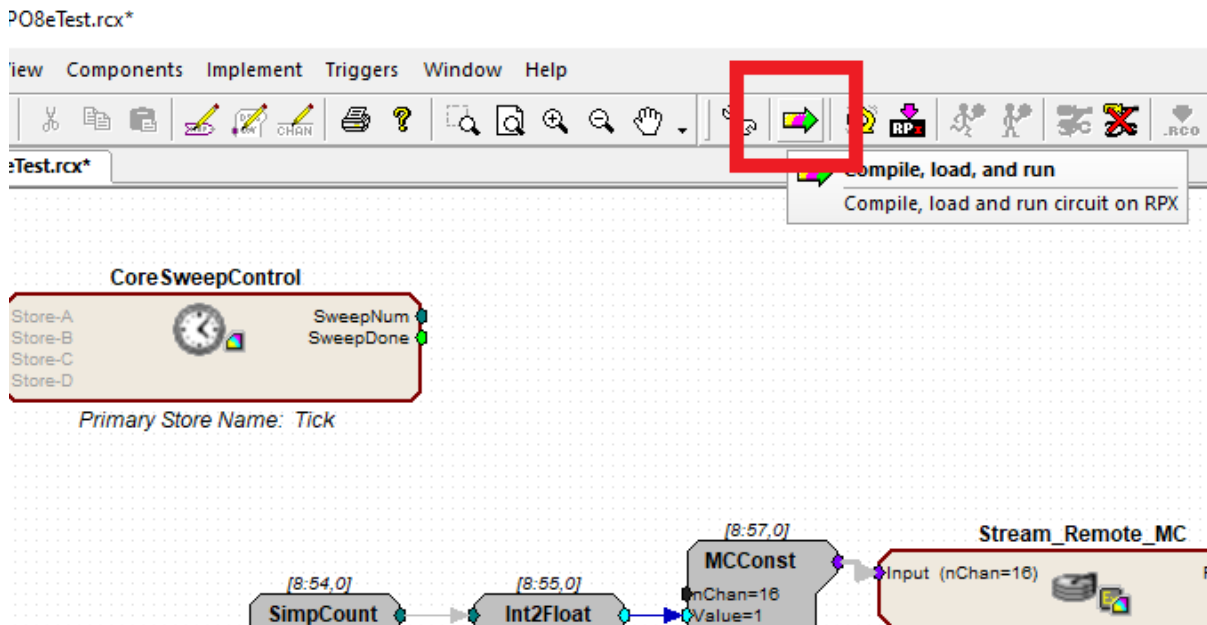 PO8eTest.rcx*
iew Components Implement Triggers Window Help
CHAN
RPx
.RCO
eTest.rcx*
Compile, load, and run
Compile, load and run circuit on RPX
CoreSweepControl
Store-A SweepNum
Store-B SweepDone
Store-C
Store-D
Primary Store Name: Tick
[8:57,0]
MCConst
Stream_Remote_MC
nChan=16
Input (nChan=16)
[8:54,0]
[8:55,0]
SimpCount
Int2Float
Value=1